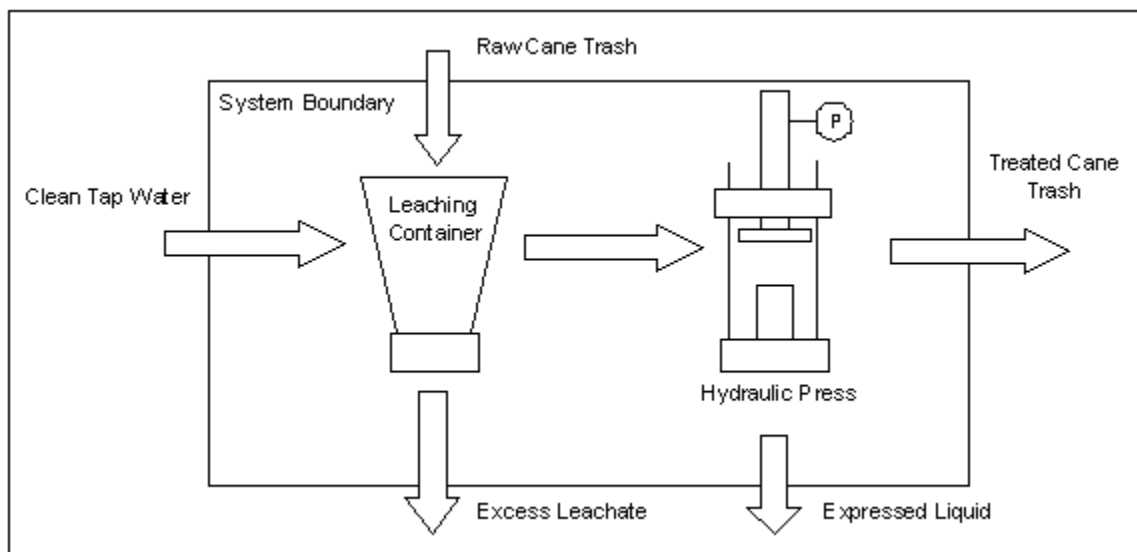 Raw Cane Trash
System Boundary
P
Clean Tap Water
Leaching
Container
Treated Cane
Trash
Hydraulic Press
Excess Leachate
Expressed Liquid